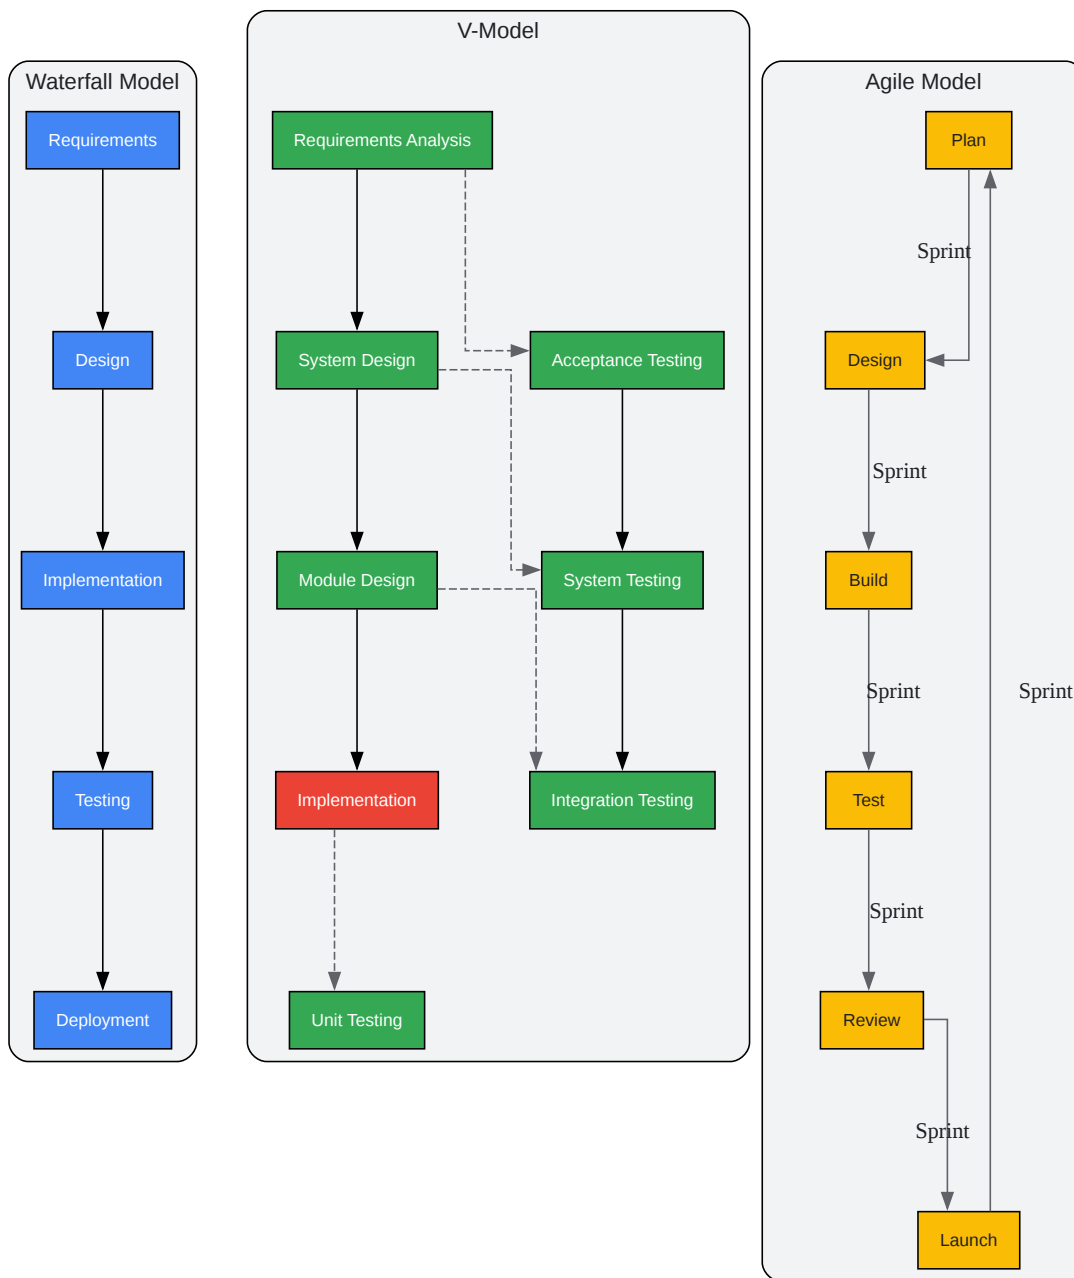 Waterfall Model
Requirements
Design
Implementation
Testing
Deployment
V-Model
Requirements Analysis
System Design
Acceptance Testing
Module Design
System Testing
Implementation
Integration Testing
Unit Testing
Agile Model
Plan
Sprint
Design
Sprint
Build
Sprint
Sprint
Test
Sprint
Review
Sprint
Launch